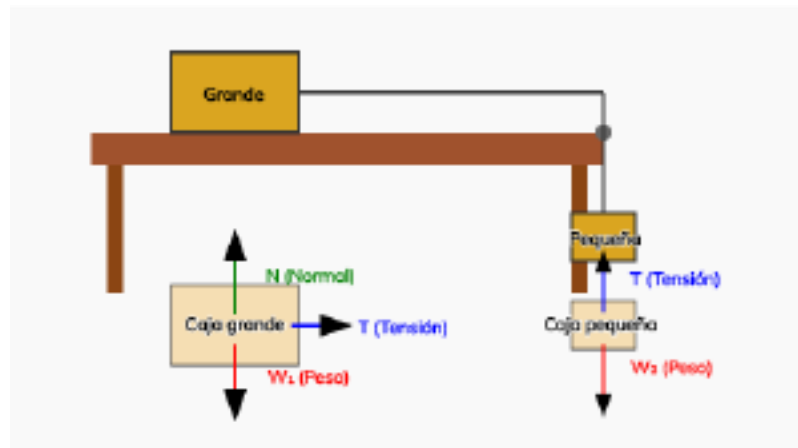 Grande
Pequeña
N (Normal)
T (Tensión)
Caja grande
T (Tensión)
Caja pequeña
W₁ (Peso)
W₂ (Peso)